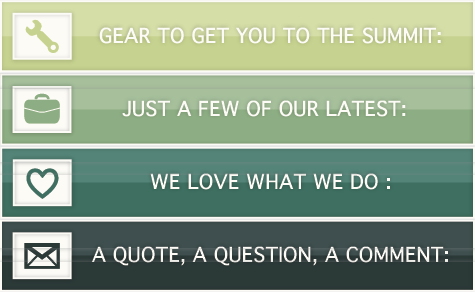 GEAR TO GET YOU TO THE SUMMIT:
JUST A FEW OF OUR LATEST:
WE LOVE WHAT WE DO :
A QUOTE, A QUESTION, A COMMENT: